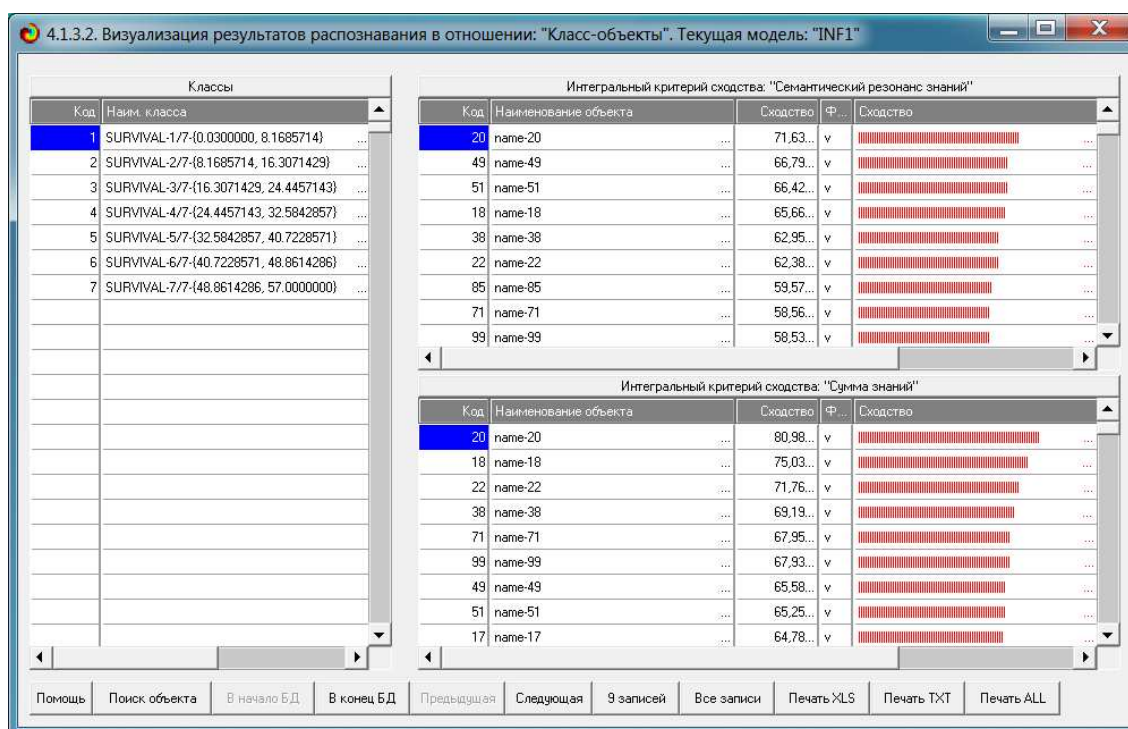 4.1.3.2. Визуализация результатов распознавания в отношении: "Класс-объекты". Текущая модель: "INF1"
Классы
Код Наим. класса
1 SURVIVAL-1/7-{0.0300000, 8.1685714} ...
2 SURVIVAL-2/7-{8.1685714, 16.3071429} ...
3 SURVIVAL-3/7-{16.3071429, 24.4457143} ...
4 SURVIVAL-4/7-{24.4457143, 32.5842857} ...
5 SURVIVAL-5/7-{32.5842857, 40.7228571} ...
6 SURVIVAL-6/7-{40.7228571, 48.8614286} ...
7 SURVIVAL-7/7-{48.8614286, 57.0000000} ...
Интегральный критерий сходства: "Семантический резонанс знаний"
Код Наименование объекта Сходство Ф... Сходство
20 name-20 ... 71,63... v ...
49 name-49 ... 66,79... v ...
51 name-51 ... 66,42... v ...
18 name-18 ... 65,66... v ...
38 name-38 ... 62,95... v ...
22 name-22 ... 62,38... v ...
85 name-85 ... 59,57... v ...
71 name-71 ... 58,56... v ...
99 name-99 ... 58,53... v ...
Интегральный критерий сходства: "Сумма знаний"
Код Наименование объекта Сходство Ф... Сходство
20 name-20 ... 80,98... v ...
18 name-18 ... 75,03... v ...
22 name-22 ... 71,76... v ...
38 name-38 ... 69,19... v ...
71 name-71 ... 67,95... v ...
99 name-99 ... 67,93... v ...
49 name-49 ... 65,58... v ...
51 name-51 ... 65,25... v ...
17 name-17 ... 64,78... v ...
Помощь Поиск объекта В начало БД В конец БД Предыдущая Следующая 9 записей Все записи Печать XLS Печать TXT Печать ALL